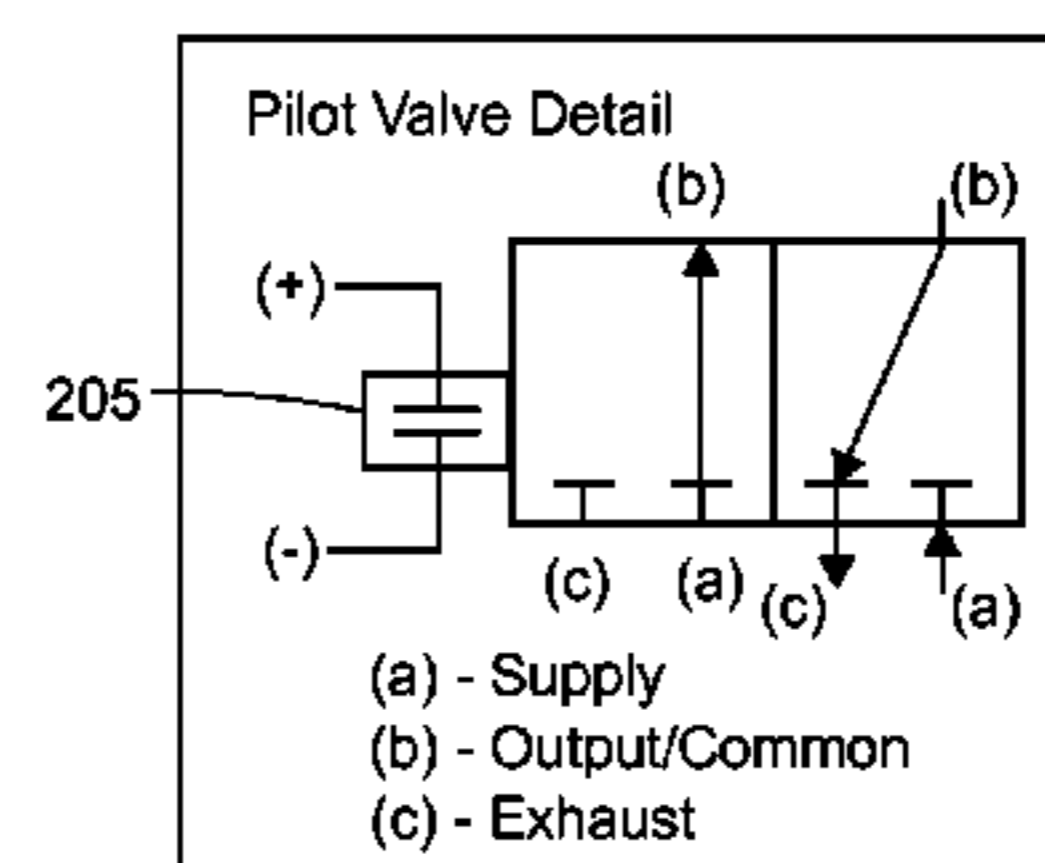 Pilot Valve Detail
(b) (b)
(+)
205
(-)
(c) (a) (c) (a)
(a) - Supply
(b) - Output/Common
(c) - Exhaust